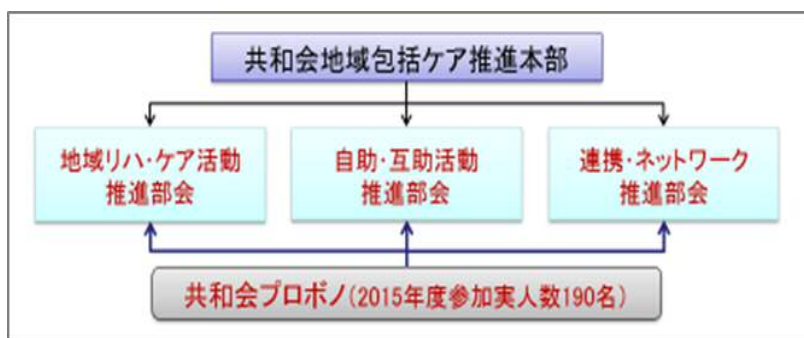 共和会地域包括ケア推進本部
地域リハ・ケア活動
推進部会
自助・互助活動
推進部会
連携・ネットワーク
推進部会
共和会プロボノ(2015年度参加実人数190名)